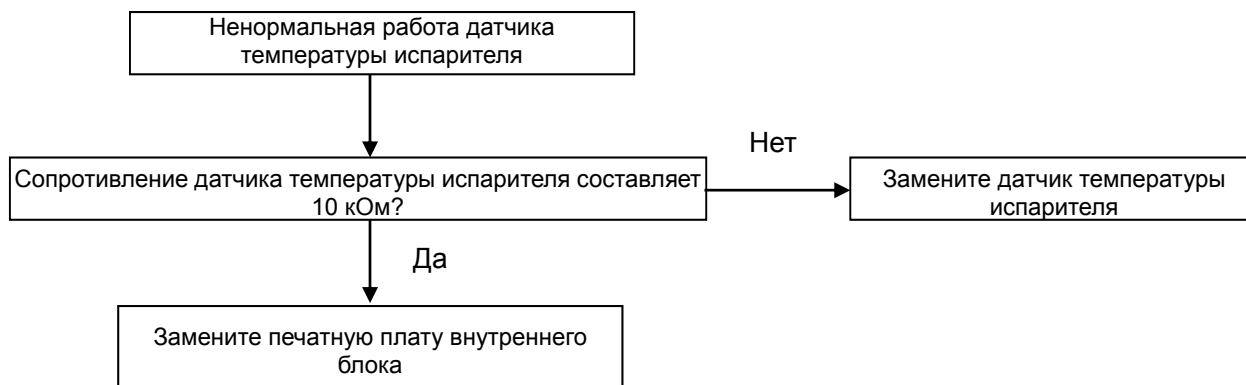 Ненормальная работа датчика
температуры испарителя
Нет
Сопротивление датчика температуры испарителя составляет
10 кОм?
Замените датчик температуры
испарителя
Да
Замените печатную плату внутреннего
блока